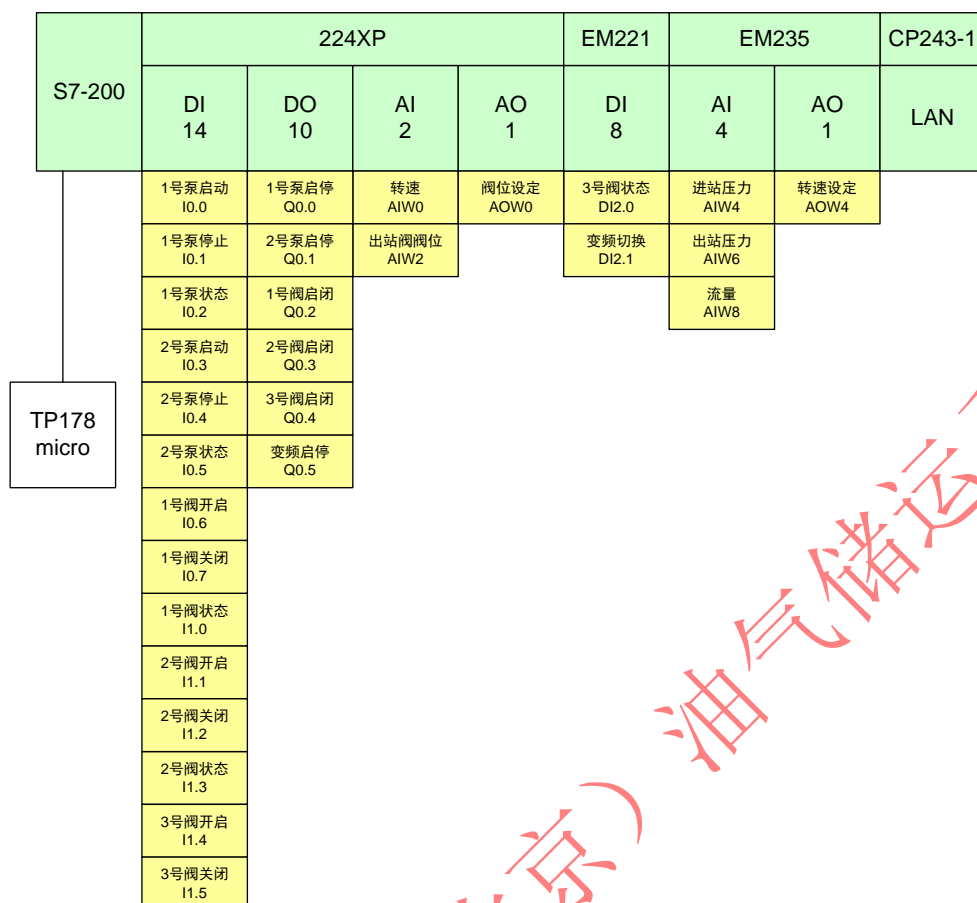 S7-200
224XP
EM221
EM235
CP243-1
DI
14
DO
10
AI
2
AO
1
DI
8
AI
4
AO
1
LAN
1号泵启动
I0.0
1号泵启停
Q0.0
转速
AIW0
阀位设定
AOW0
3号阀状态
DI2.0
进站压力
AIW4
转速设定
AOW4
1号泵停止
I0.1
2号泵启停
Q0.1
出站阀阀位
AIW2
变频切换
DI2.1
出站压力
AIW6
1号泵状态
I0.2
1号阀启闭
Q0.2
流量
AIW8
2号泵启动
I0.3
2号阀启闭
Q0.3
2号泵停止
I0.4
3号阀启闭
Q0.4
2号泵状态
I0.5
变频启停
Q0.5
TP178
micro
1号阀开启
I0.6
1号阀关闭
I0.7
1号阀状态
I1.0
2号阀开启
I1.1
2号阀关闭
I1.2
2号阀状态
I1.3
3号阀开启
I1.4
3号阀关闭
I1.5
京）油气储运